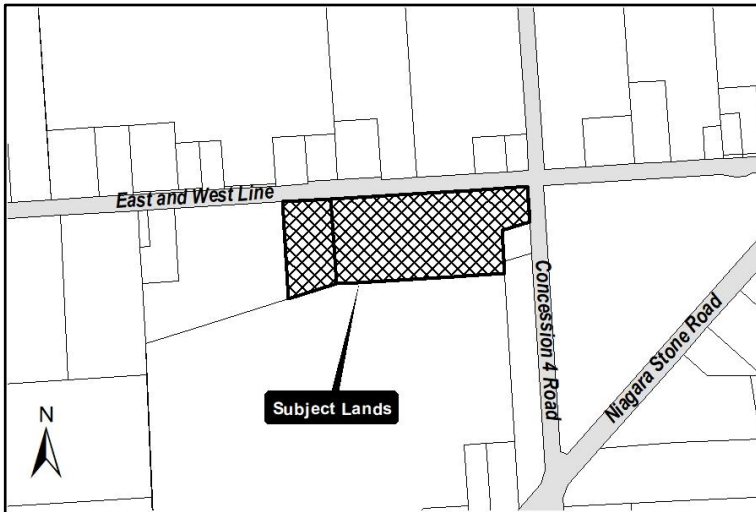 East and West Line
Concession 4 Road
Niagara Stone Road
Subject Lands
N